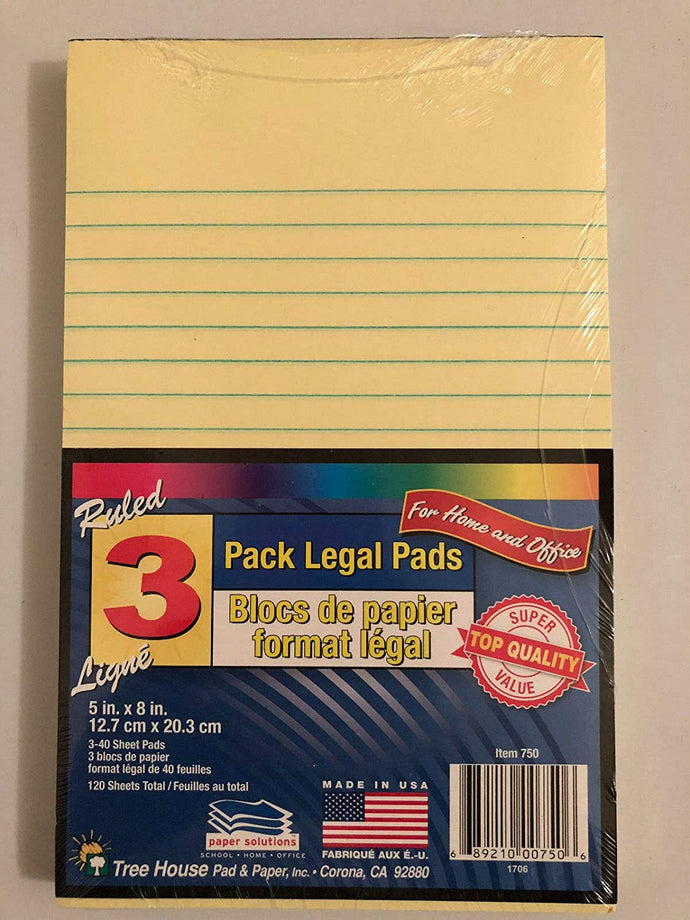 Ruled
3
Pack Legal Pads
For Home and Office
Blocs de papier
format légal
Ligné
SUPER
TOP QUALITY
VALUE
5 in. x 8 in.
12.7 cm x 20.3 cm
3-40 Sheet Pads
3 blocs de papier
format légal de 40 feuilles
120 Sheets Total / Feuilles au total
paper solutions™
SCHOOL • HOME • OFFICE
MADE IN USA
FABRIQUÉ AUX É.-U.
Item 750
6 89210 00750 6
1706
Tree House Pad & Paper, Inc. • Corona, CA 92880